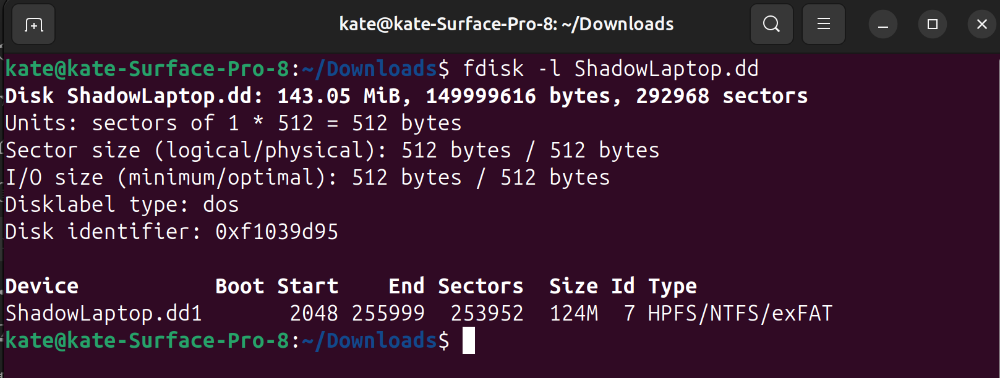 kate@kate-Surface-Pro-8: ~/Downloads
kate@kate-Surface-Pro-8:~/Downloads$ fdisk -l ShadowLaptop.dd
Disk ShadowLaptop.dd: 143.05 MiB, 149999616 bytes, 292968 sectors
Units: sectors of 1 * 512 = 512 bytes
Sector size (logical/physical): 512 bytes / 512 bytes
I/O size (minimum/optimal): 512 bytes / 512 bytes
Disklabel type: dos
Disk identifier: 0xf1039d95
Device Boot Start End Sectors Size Id Type
ShadowLaptop.dd1 2048 255999 253952 124M 7 HPFS/NTFS/exFAT
kate@kate-Surface-Pro-8:~/Downloads$